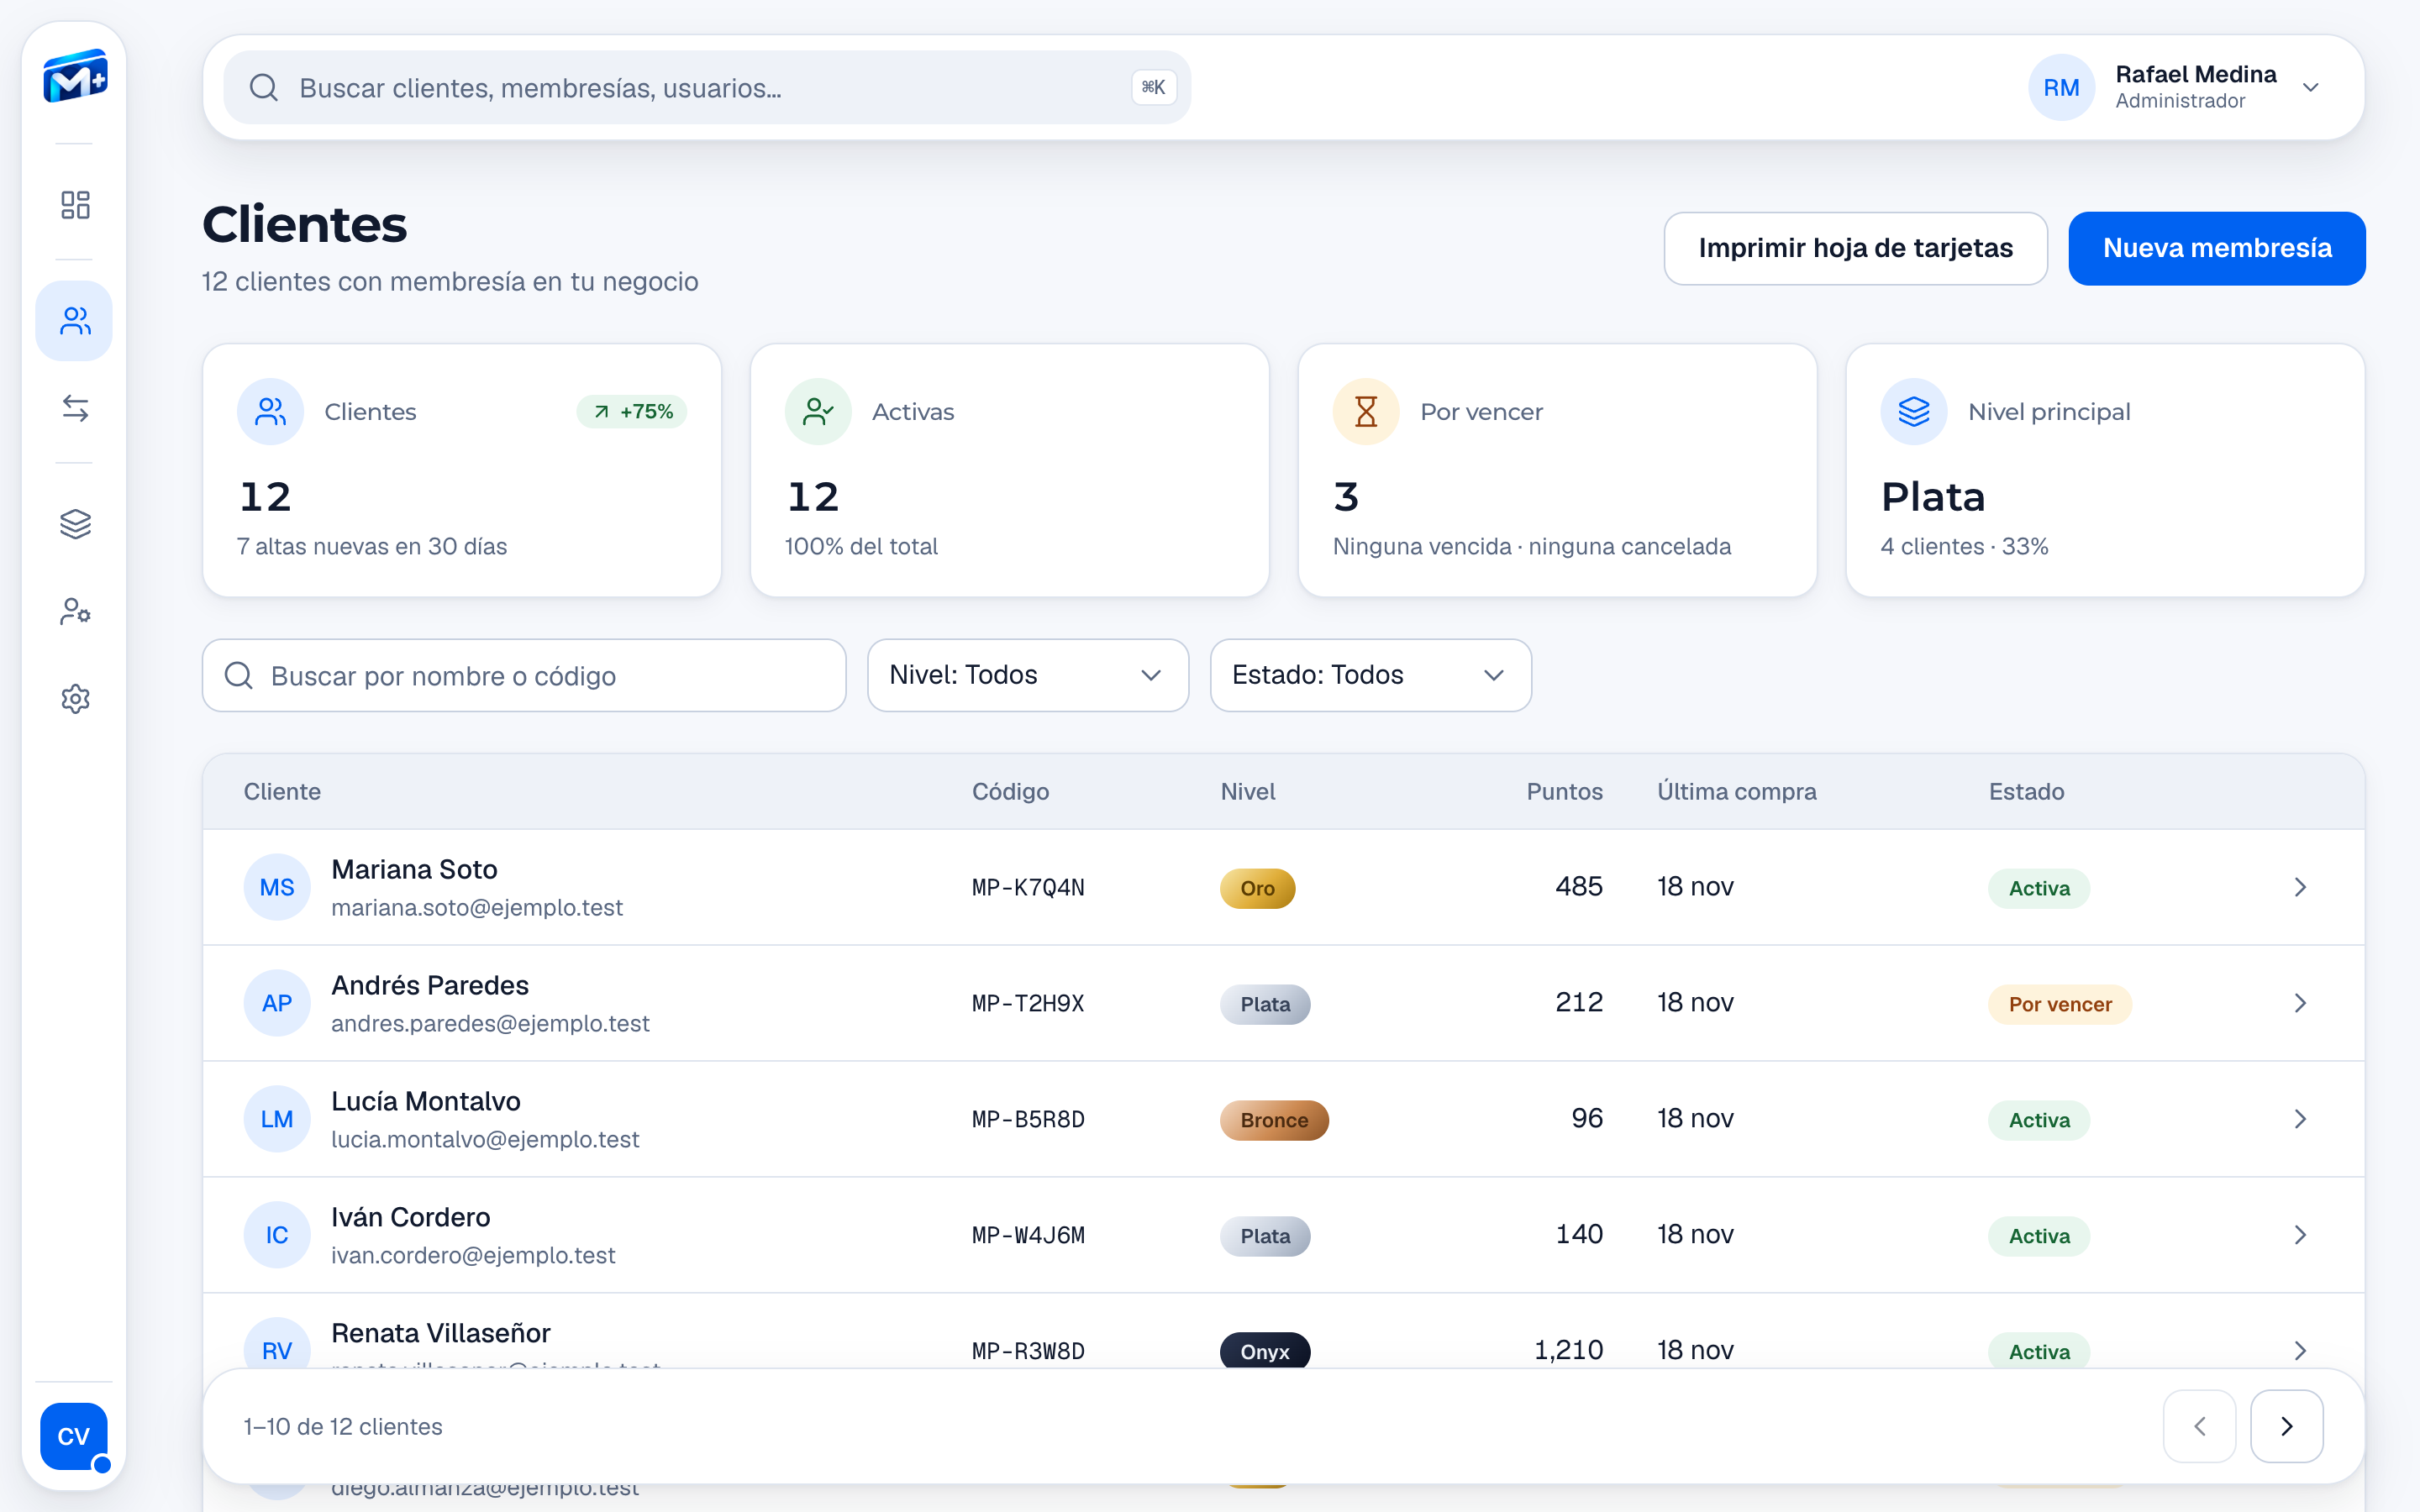 M+
Buscar clientes, membresías, usuarios...
⌘K
RM
Rafael Medina
Administrador
Clientes
12 clientes con membresía en tu negocio
Imprimir hoja de tarjetas
Nueva membresía
Clientes
+75%
12
7 altas nuevas en 30 días
Activas
12
100% del total
Por vencer
3
Ninguna vencida · ninguna cancelada
Nivel principal
Plata
4 clientes · 33%
Buscar por nombre o código
Nivel: Todos
Estado: Todos
Cliente Código Nivel Puntos Última compra Estado
MS Mariana Soto MP-K7Q4N Oro 485 18 nov Activa
mariana.soto@ejemplo.test
AP Andrés Paredes MP-T2H9X Plata 212 18 nov Por vencer
andres.paredes@ejemplo.test
LM Lucía Montalvo MP-B5R8D Bronce 96 18 nov Activa
lucia.montalvo@ejemplo.test
IC Iván Cordero MP-W4J6M Plata 140 18 nov Activa
ivan.cordero@ejemplo.test
RV Renata Villaseñor MP-R3W8D Onyx 1,210 18 nov Activa
1–10 de 12 clientes
diego.almanza@ejemplo.test
CV